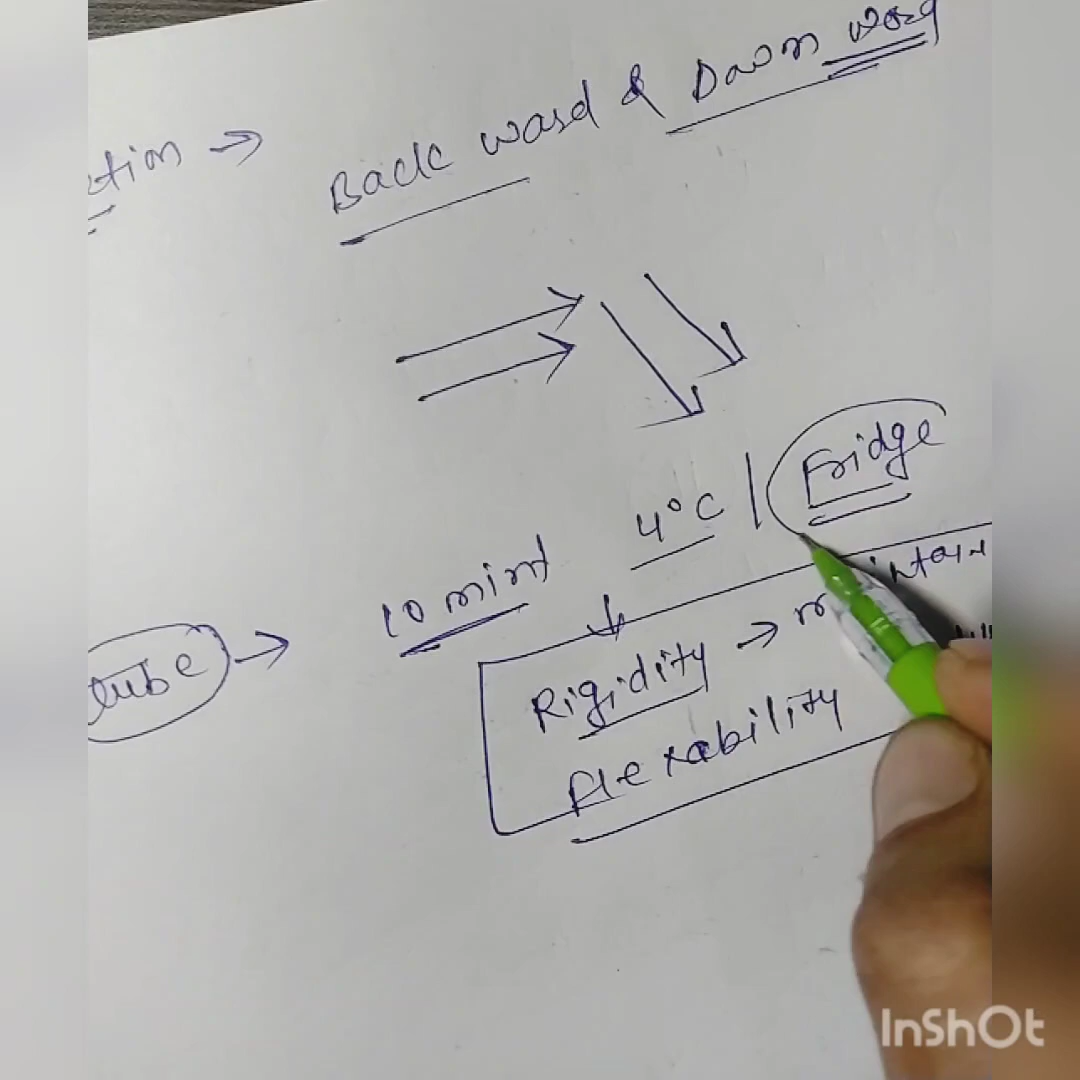 ction → Back ward & Down ward
4°C | Fridge
tube → 10 mint
Rigidity →
flexability
InShOt